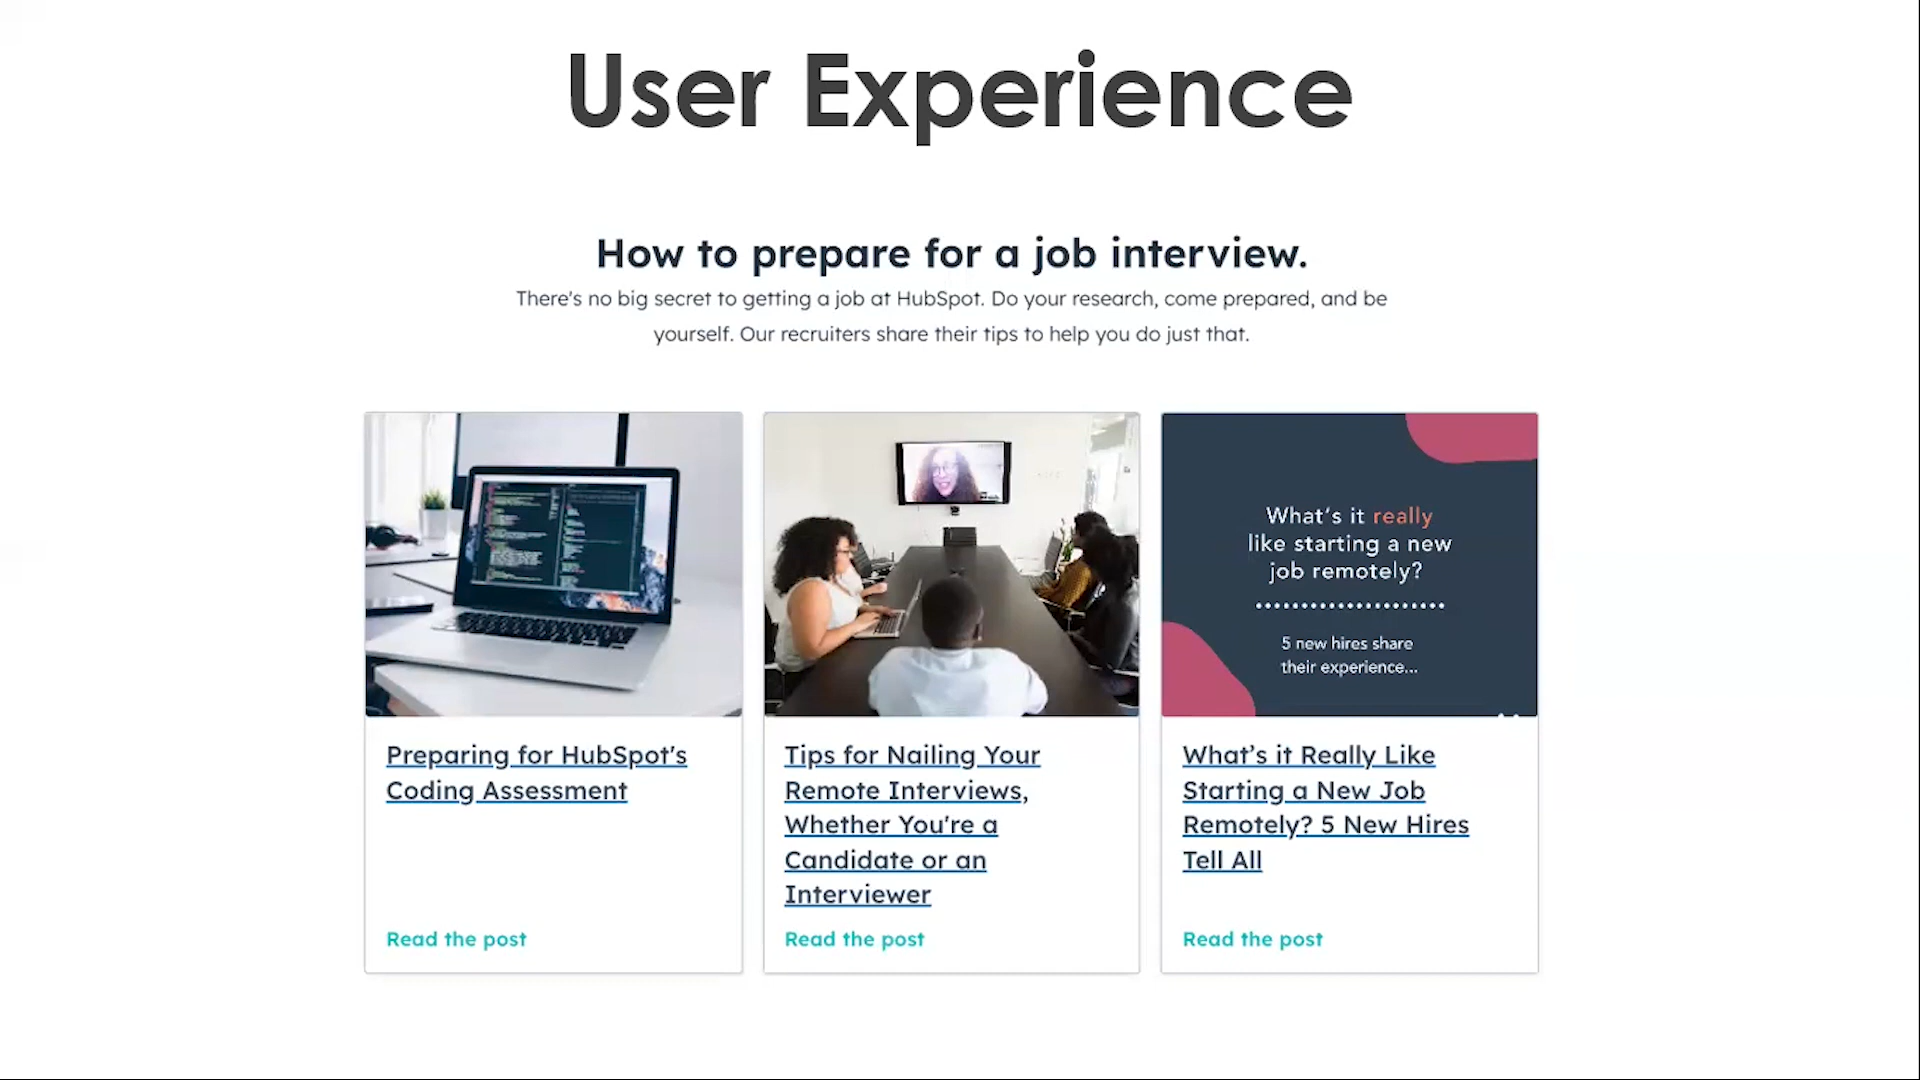 User Experience
How to prepare for a job interview.
There's no big secret to getting a job at HubSpot. Do your research, come prepared, and be
yourself. Our recruiters share their tips to help you do just that.
What's it really
like starting a new
job remotely?
5 new hires share
their experience...
Preparing for HubSpot's
Coding Assessment
Read the post
Tips for Nailing Your
Remote Interviews,
Whether You're a
Candidate or an
Interviewer
Read the post
What’s it Really Like
Starting a New Job
Remotely? 5 New Hires
Tell All
Read the post